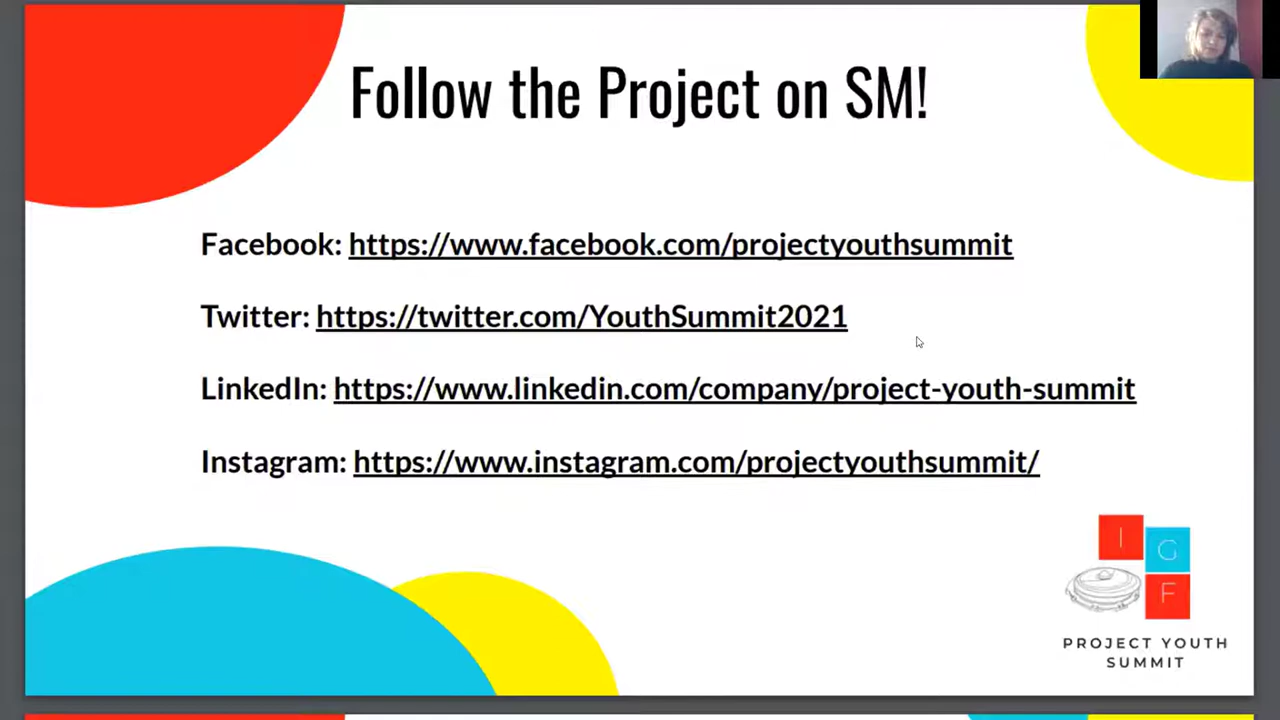 Follow the Project on SM!
Facebook: https://www.facebook.com/projectyouthsummit
Twitter: https://twitter.com/YouthSummit2021
LinkedIn: https://www.linkedin.com/company/project-youth-summit
Instagram: https://www.instagram.com/projectyouthsummit/
I
G
F
PROJECT YOUTH
SUMMIT